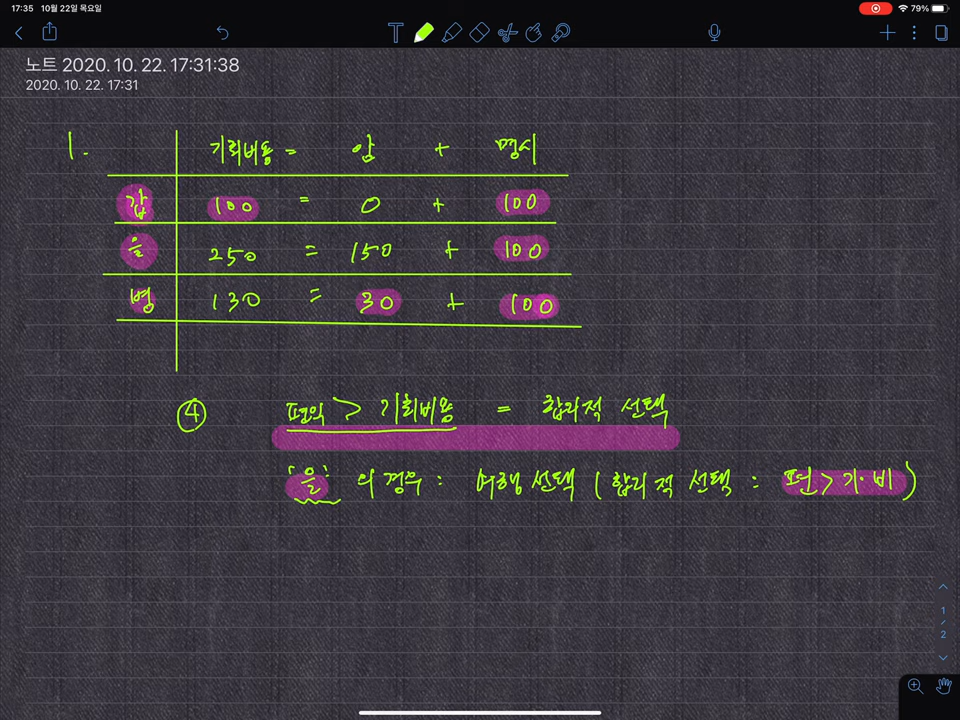 17:35 10월 22일 목요일
79%
노트 2020. 10. 22. 17:31:38
2020. 10. 22. 17:31
1. 기회비용 = 암 + 명시
갑 100 = 0 + 100
을 250 = 150 + 100
병 130 = 30 + 100
④ 편익 > 기회비용 = 합리적 선택
'을' 의 경우 : 여행 선택 ( 합리적 선택 : 편 > 기·비 )
1
/
2